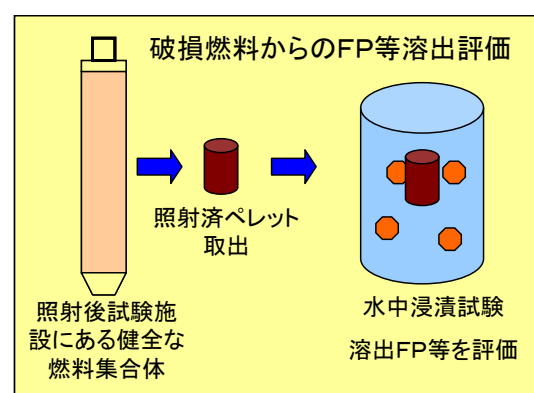 破損燃料からのFP等溶出評価
照射済ペレット
取出
照射後試験施
設にある健全な
燃料集合体
水中浸漬試験
溶出FP等を評価